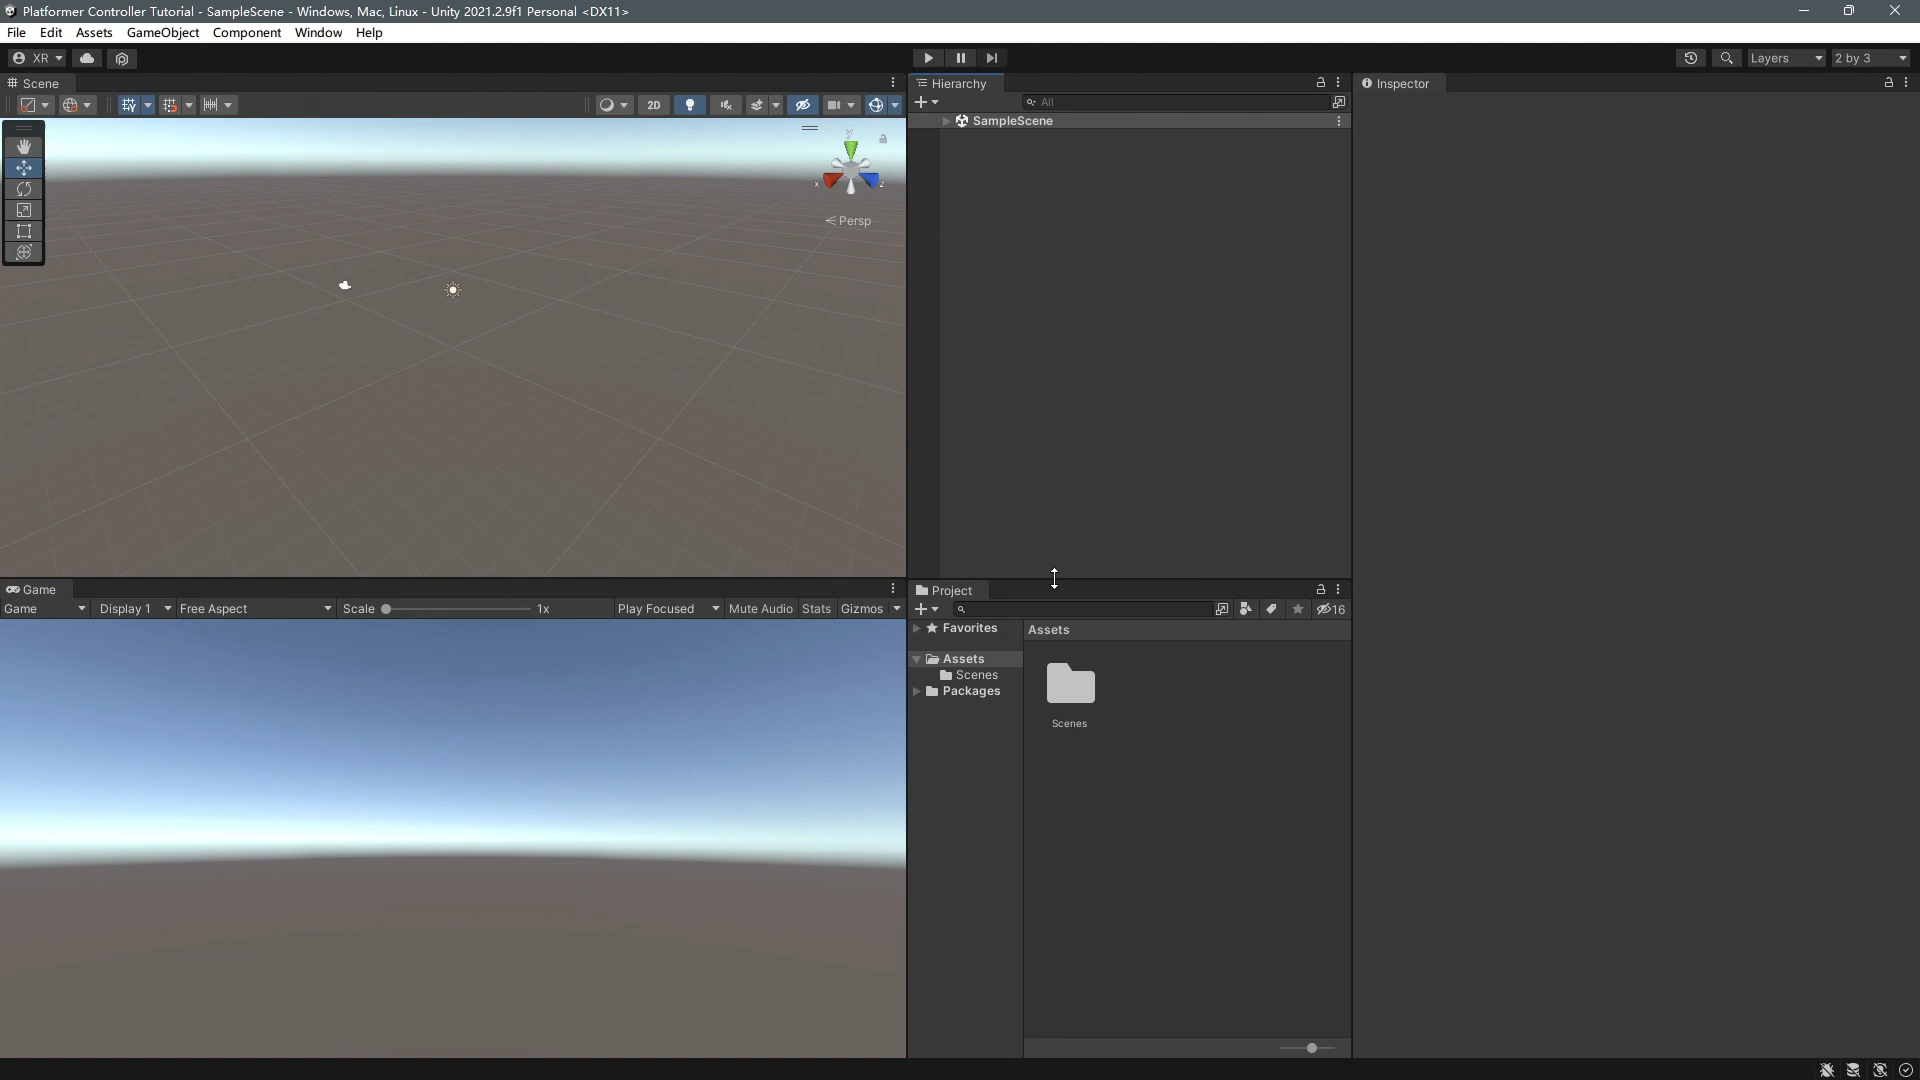 Platformer Controller Tutorial - SampleScene - Windows, Mac, Linux - Unity 2021.2.9f1 Personal <DX11>
File Edit Assets GameObject Component Window Help
XR Layers 2 by 3
Scene
2D
y
x z
Persp
Hierarchy
All
SampleScene
Inspector
Game
Game Display 1 Free Aspect Scale 1x Play Focused Mute Audio Stats Gizmos
Project
16
Favorites
Assets
Scenes
Packages
Assets
Scenes